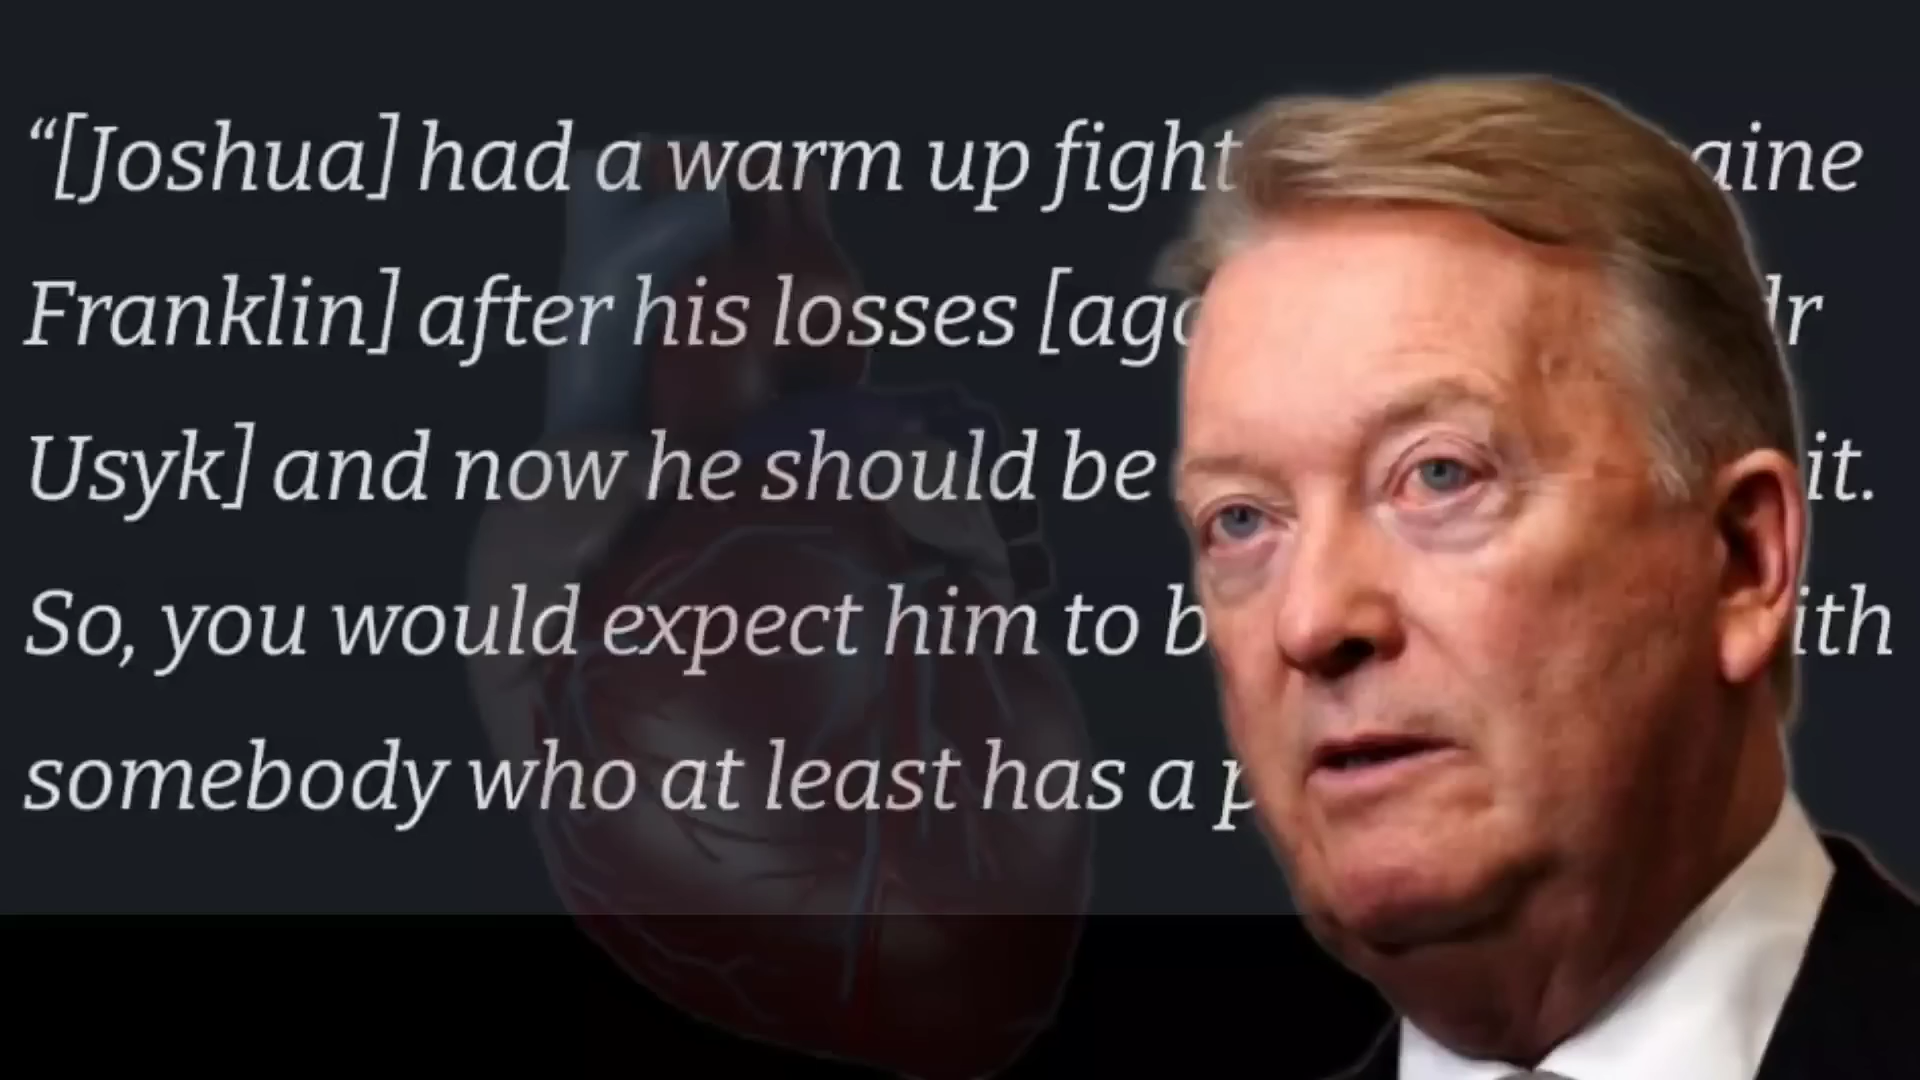 “[Joshua] had a warm up fight
Franklin] after his losses
Usyk] and now he should be it.
So, you would expect him to
somebody who at least has a